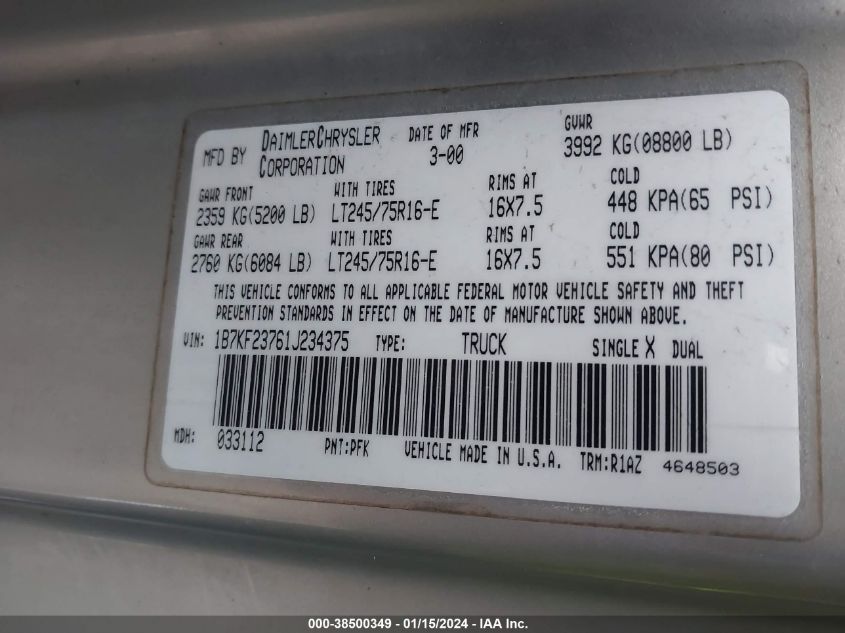 MFD BY DAIMLERCHRYSLER CORPORATION DATE OF MFR 3-00 GVWR 3992 KG(08800 LB)
GAWR FRONT WITH TIRES RIMS AT COLD
2359 KG(5200 LB) LT245/75R16-E 16X7.5 448 KPA(65 PSI)
GAWR REAR WITH TIRES RIMS AT COLD
2760 KG(6084 LB) LT245/75R16-E 16X7.5 551 KPA(80 PSI)
THIS VEHICLE CONFORMS TO ALL APPLICABLE FEDERAL MOTOR VEHICLE SAFETY AND THEFT
PREVENTION STANDARDS IN EFFECT ON THE DATE OF MANUFACTURE SHOWN ABOVE.
VIN: 1B7KF23761J234375 TYPE: TRUCK SINGLE X DUAL
MDH: 033112 PNT:PFK VEHICLE MADE IN U.S.A. TRM:R1AZ 4648503
000-38500349 - 01/15/2024 - IAA Inc.